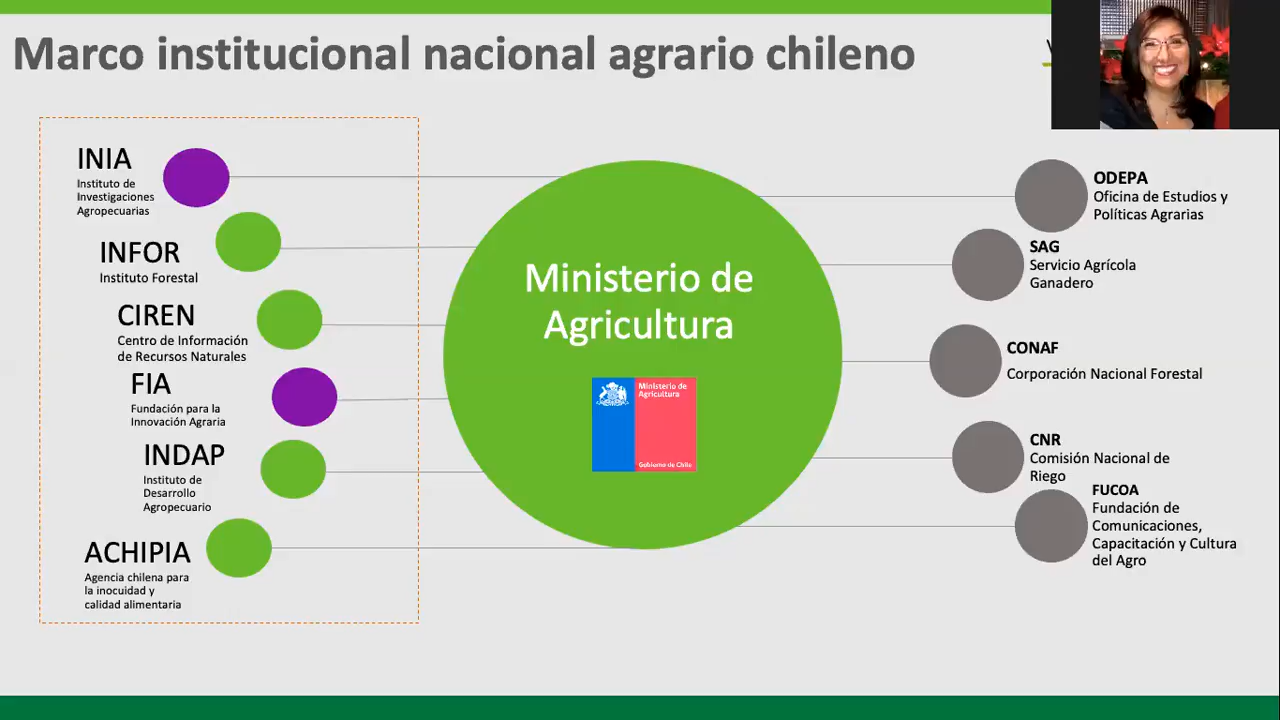 Marco institucional nacional agrario chileno
INIA
Instituto de
Investigaciones
Agropecuarias
INFOR
Instituto Forestal
CIREN
Centro de Información
de Recursos Naturales
FIA
Fundación para la
Innovación Agraria
INDAP
Instituto de
Desarrollo
Agropecuario
ACHIPIA
Agencia chilena para
la inocuidad y
calidad alimentaria
Ministerio de
Agricultura
Ministerio de
Agricultura
Gobierno de Chile
ODEPA
Oficina de Estudios y
Políticas Agrarias
SAG
Servicio Agrícola
Ganadero
CONAF
Corporación Nacional Forestal
CNR
Comisión Nacional de
Riego
FUCOA
Fundación de
Comunicaciones,
Capacitación y Cultura
del Agro